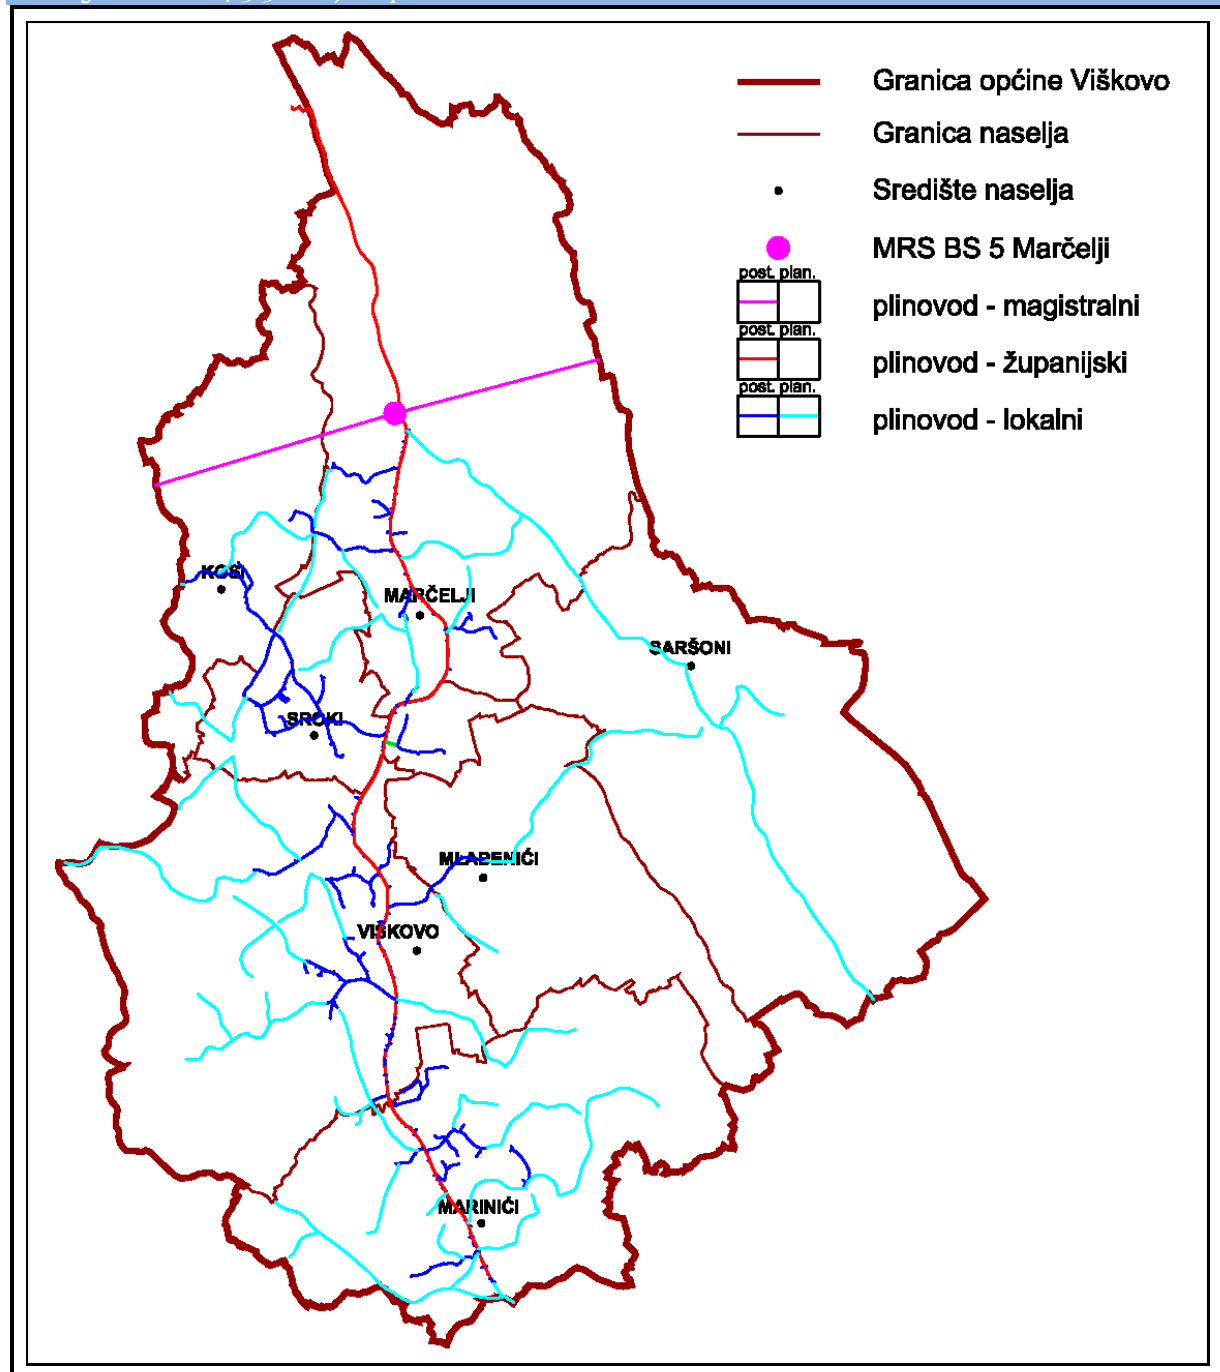 Granica općine Viškovo
Granica naselja
Središte naselja
MRS BS 5 Marčelji
post. plan.
plinovod - magistralni
post. plan.
plinovod - županijski
post. plan.
plinovod - lokalni
KOSI
MARČELJI
SARŠONI
SROKI
MLADENIĆI
VIŠKOVO
MARINIĆI